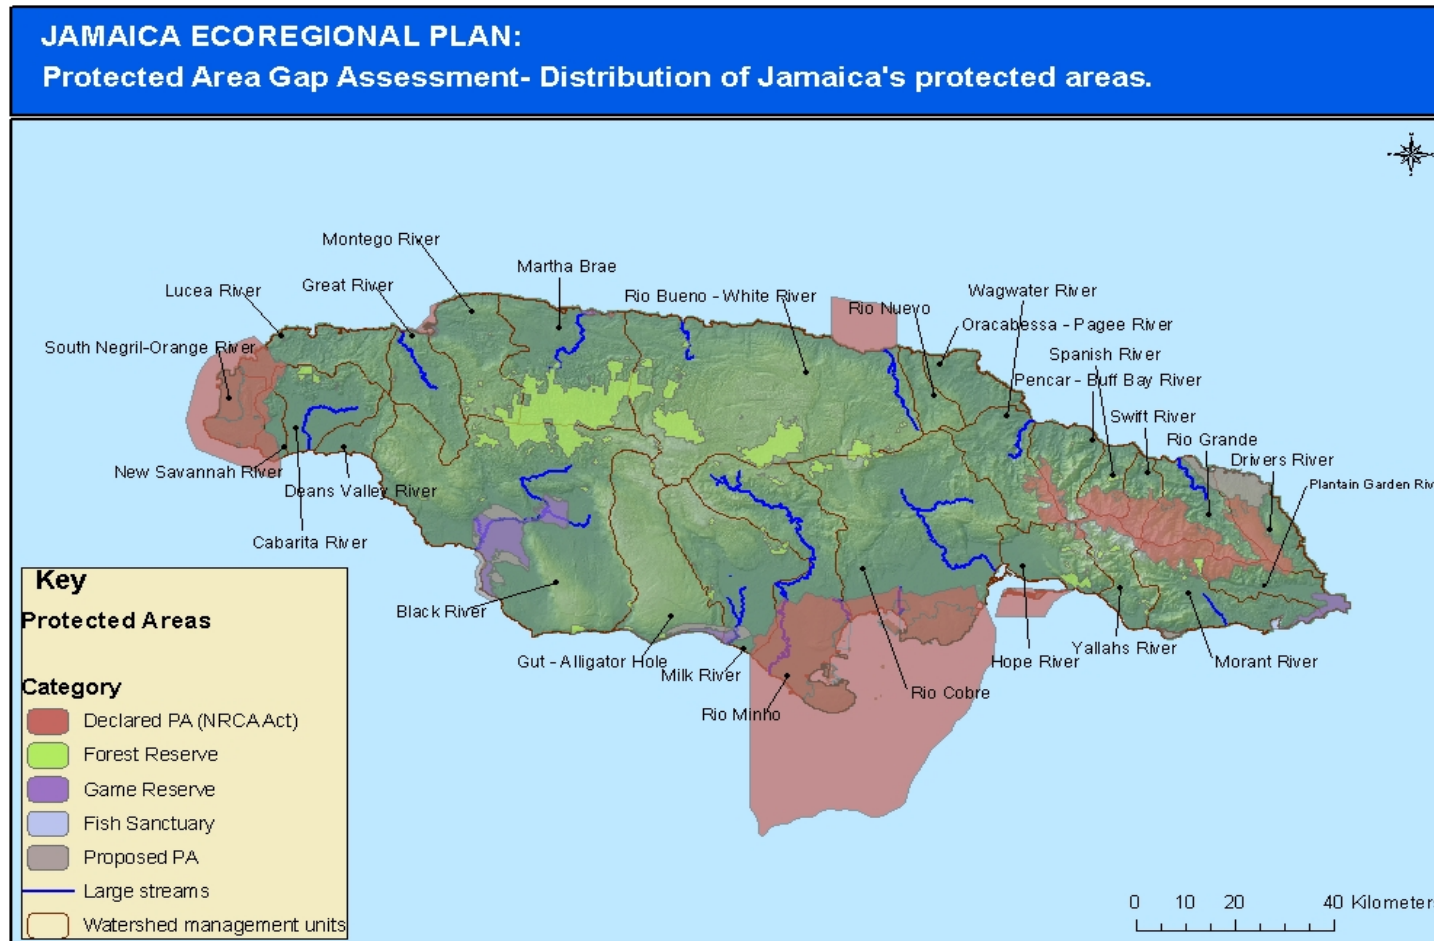 JAMAICA ECOREGIONAL PLAN:
Protected Area Gap Assessment- Distribution of Jamaica's protected areas.
Montego River
Martha Brae
Great River
Lucea River
Rio Bueno - White River
Wagwater River
Rio Nuevo
Oracabessa - Pagee River
South Negril-Orange River
Spanish River
Pencar - Buff Bay River
Swift River
Rio Grande
Drivers River
Plantain Garden Riv
New Savannah River
Deans Valley River
Cabarita River
Black River
Gut - Alligator Hole
Milk River
Rio Minho
Rio Cobre
Hope River
Yallahs River
Morant River
Key
Protected Areas
Category
Declared PA (NRCA Act)
Forest Reserve
Game Reserve
Fish Sanctuary
Proposed PA
Large streams
Watershed management units
0 10 20 40 Kilometer